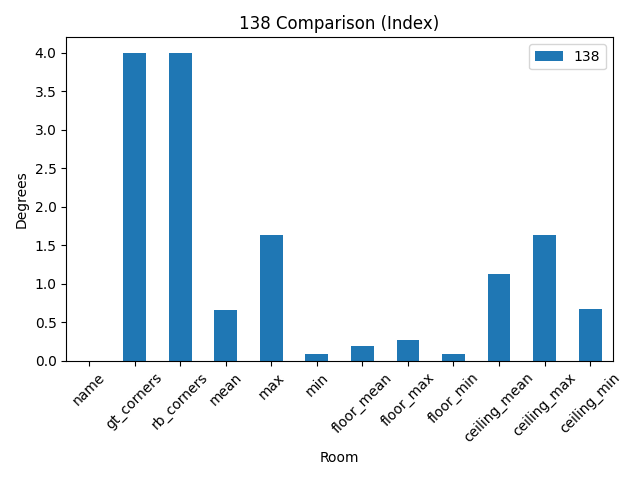 138 Comparison (Index)
138
Degrees
4.0
3.5
3.0
2.5
2.0
1.5
1.0
0.5
0.0
name
gt_corners
rb_corners
mean
max
min
floor_mean
floor_max
floor_min
ceiling_mean
ceiling_max
ceiling_min
Room